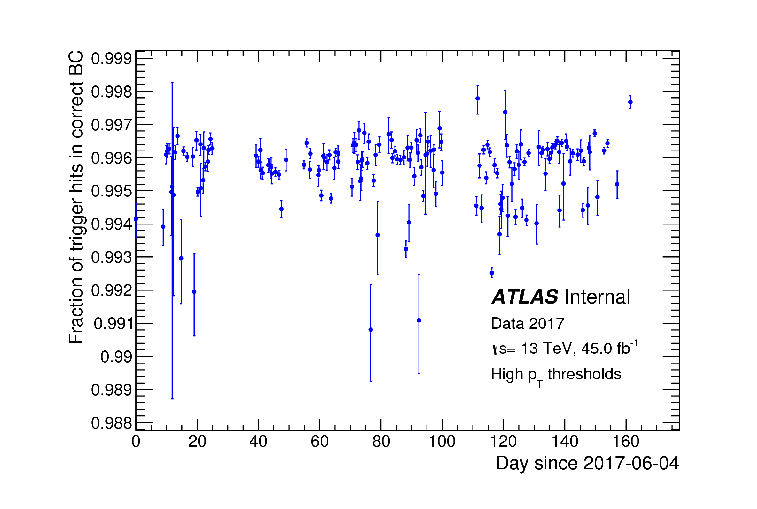 Fraction of trigger hits in correct BC
0.999
0.998
0.997
0.996
0.995
0.994
0.993
0.992
0.991
0.99
0.989
0.988
ATLAS Internal
Data 2017
√s= 13 TeV, 45.0 fb⁻¹
High p_T thresholds
0 20 40 60 80 100 120 140 160
Day since 2017-06-04